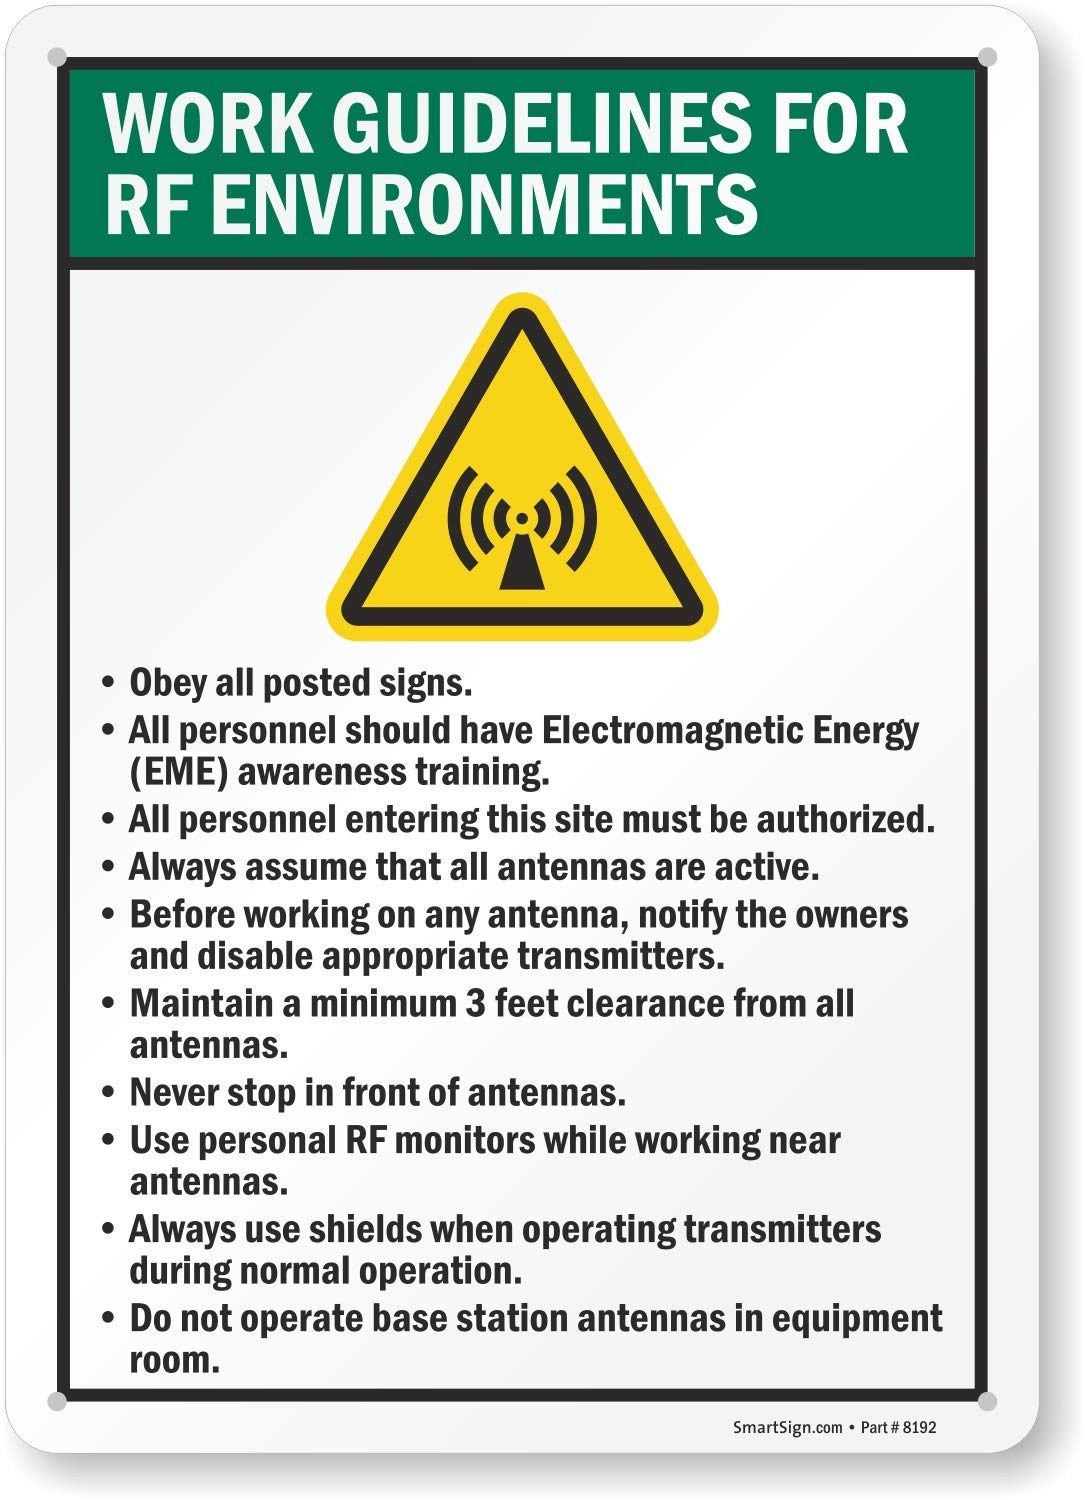 WORK GUIDELINES FOR
RF ENVIRONMENTS
• Obey all posted signs.
• All personnel should have Electromagnetic Energy
(EME) awareness training.
• All personnel entering this site must be authorized.
• Always assume that all antennas are active.
• Before working on any antenna, notify the owners
and disable appropriate transmitters.
• Maintain a minimum 3 feet clearance from all
antennas.
• Never stop in front of antennas.
• Use personal RF monitors while working near
antennas.
• Always use shields when operating transmitters
during normal operation.
• Do not operate base station antennas in equipment
room.
SmartSign.com • Part # 8192